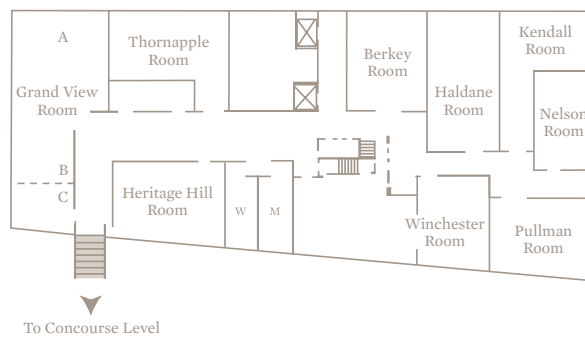 A
Thornapple
Room
Berkey
Room
Kendall
Room
Grand View
Room
Haldane
Room
Nelson
Room
B
C
Heritage Hill
Room
W
M
Winchester
Room
Pullman
Room
To Concourse Level